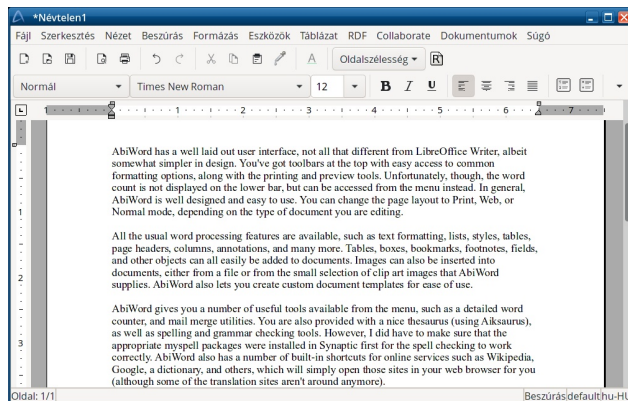 *Névtelen1
Fájl Szerkesztés Nézet Beszúrás Formázás Eszközök Táblázat RDF Collaborate Dokumentumok Súgó
Oldalszélesség
Normál Times New Roman 12 B I U
1 1 2 3 4 5 6 7
AbiWord has a well laid out user interface, not all that different from LibreOffice Writer, albeit
somewhat simpler in design. You've got toolbars at the top with easy access to common
formatting options, along with the printing and preview tools. Unfortunately, though, the word
count is not displayed on the lower bar, but can be accessed from the menu instead. In general,
AbiWord is well designed and easy to use. You can change the page layout to Print, Web, or
Normal mode, depending on the type of document you are editing.
1
All the usual word processing features are available, such as text formatting, lists, styles, tables,
page headers, columns, annotations, and many more. Tables, boxes, bookmarks, footnotes, fields,
and other objects can all easily be added to documents. Images can also be inserted into
documents, either from a file or from the small selection of clip art images that AbiWord
supplies. AbiWord also lets you create custom document templates for ease of use.
2
AbiWord gives you a number of useful tools available from the menu, such as a detailed word
counter, and mail merge utilities. You are also provided with a nice thesaurus (using Aiksaurus),
as well as spelling and grammar checking tools. However, I did have to make sure that the
appropriate myspell packages were installed in Synaptic first for the spell checking to work
3
correctly. AbiWord also has a number of built-in shortcuts for online services such as Wikipedia,
Google, a dictionary, and others, which will simply open those sites in your web browser for you
(although some of the translation sites aren't around anymore).
Oldal: 1/1 Beszúrás default hu-HU